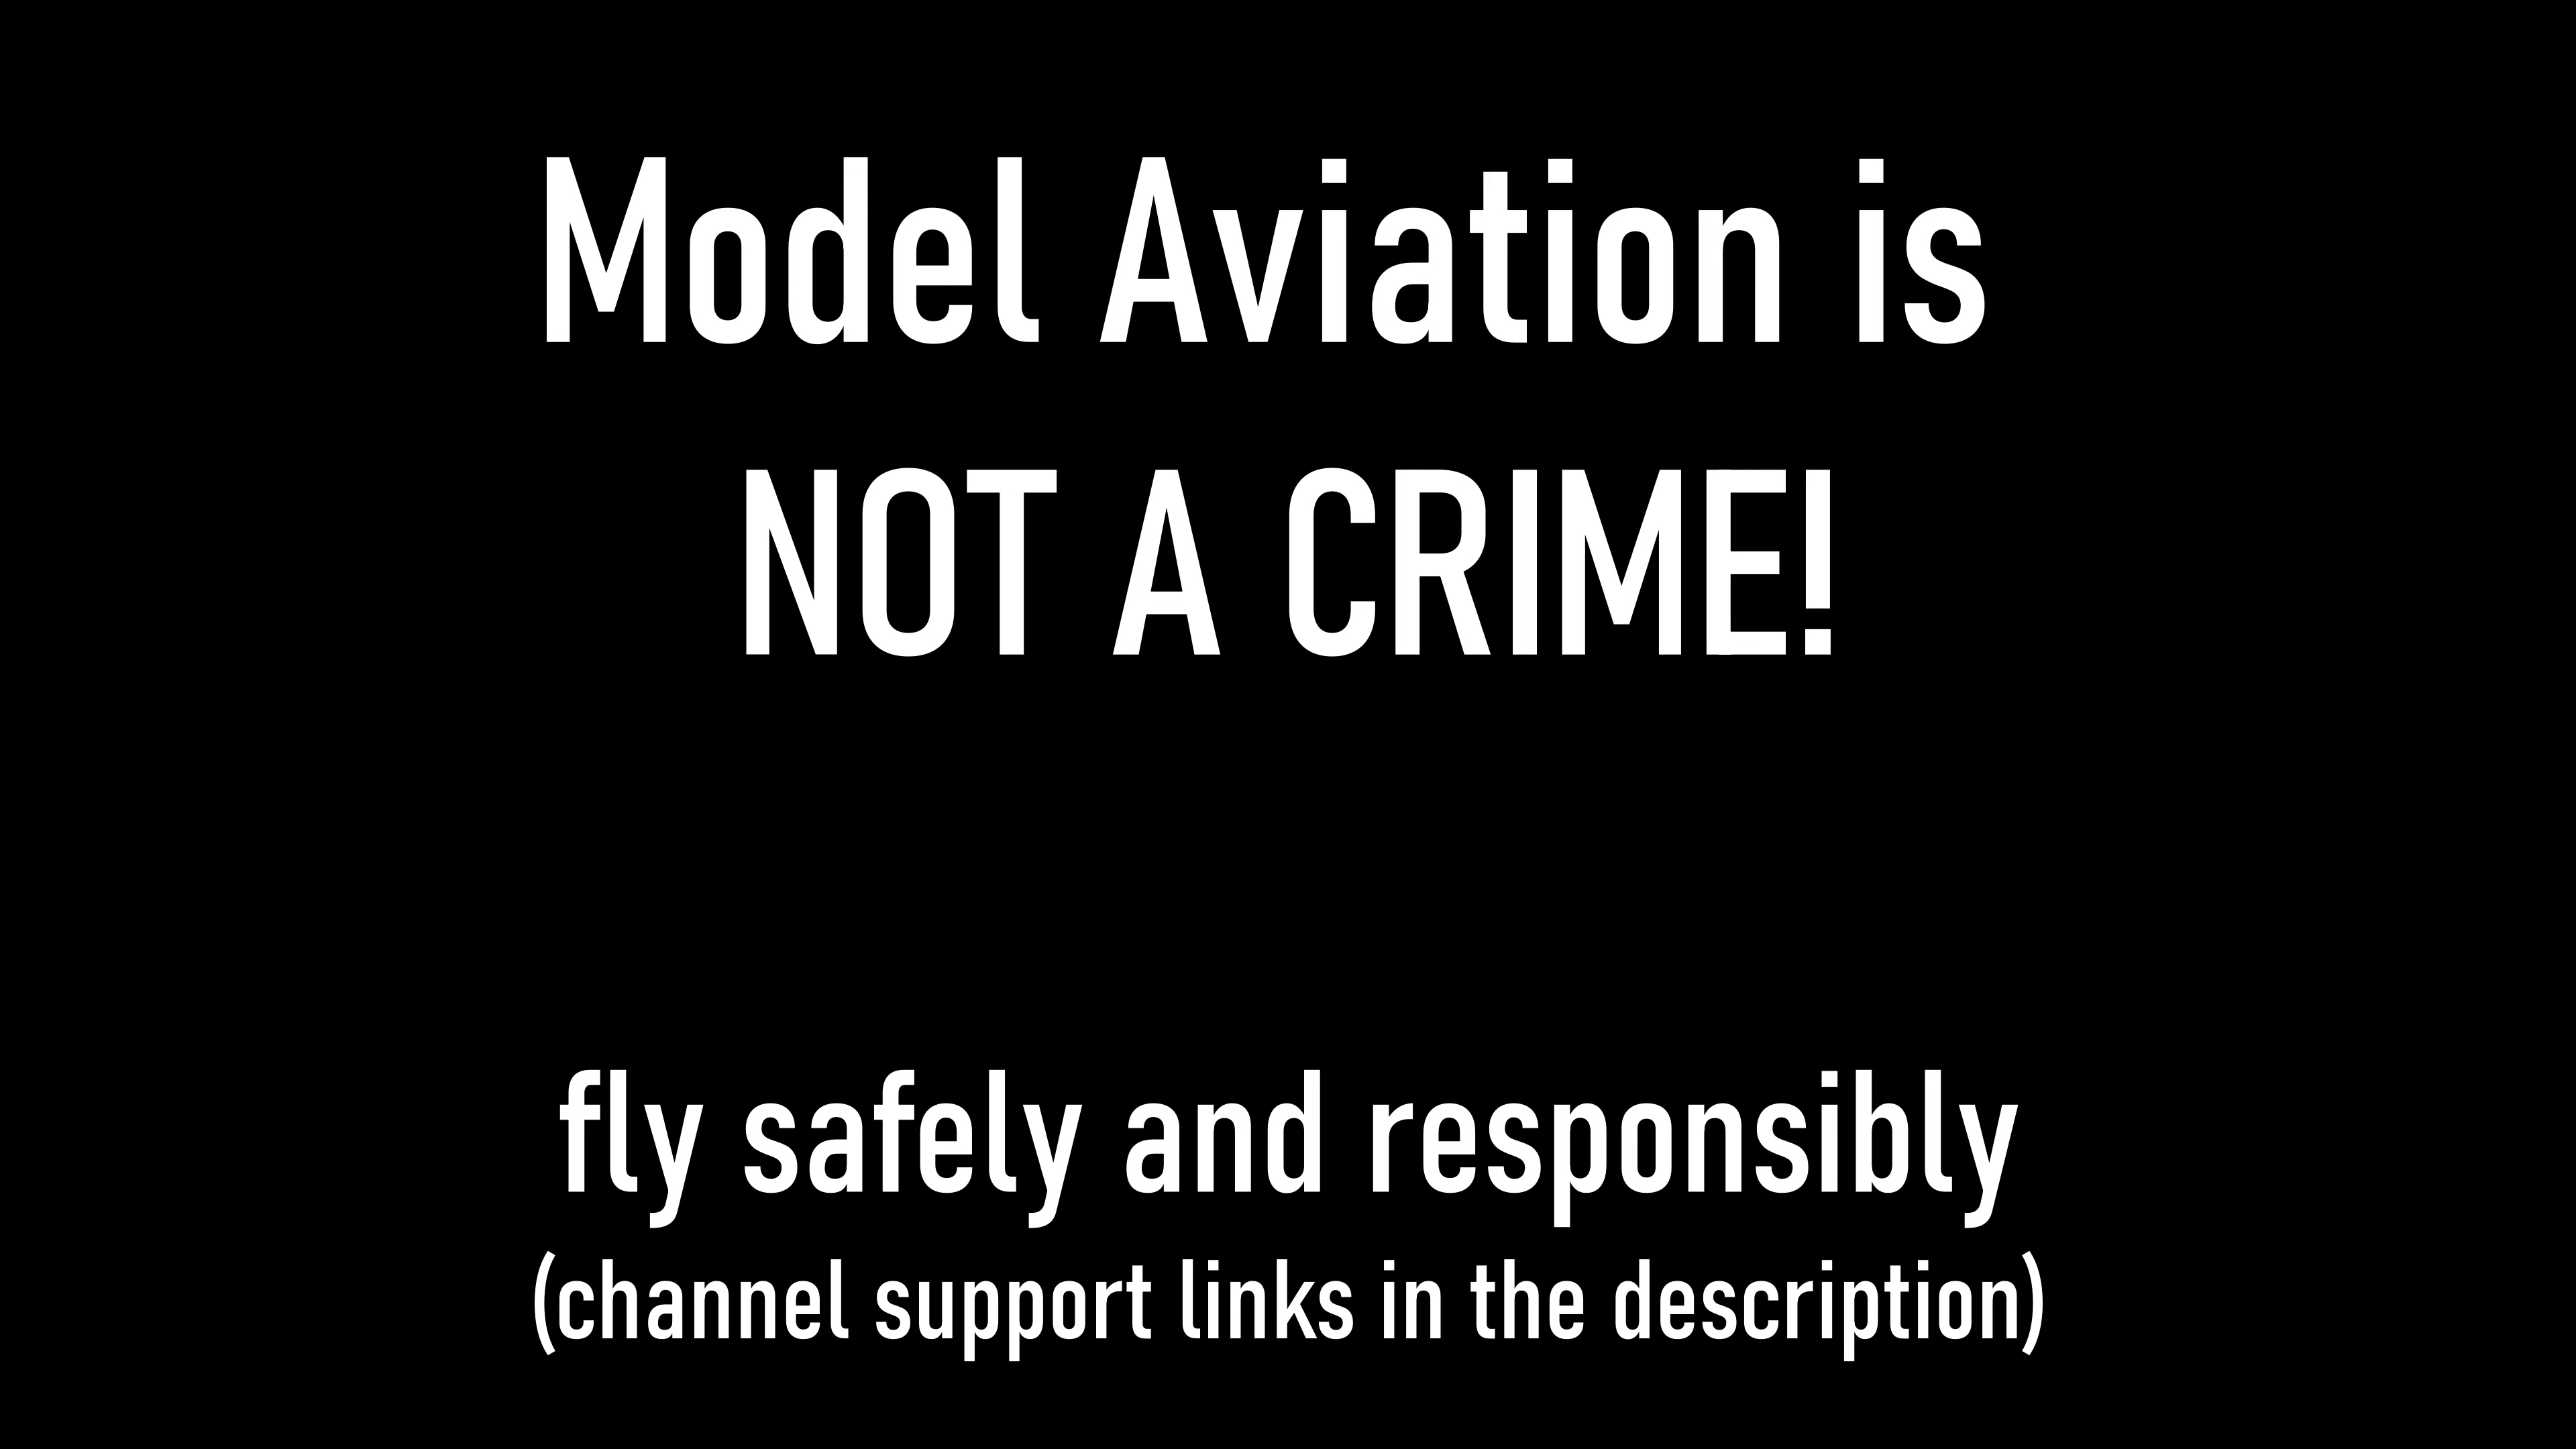 Model Aviation is
NOT A CRIME!
fly safely and responsibly
(channel support links in the description)